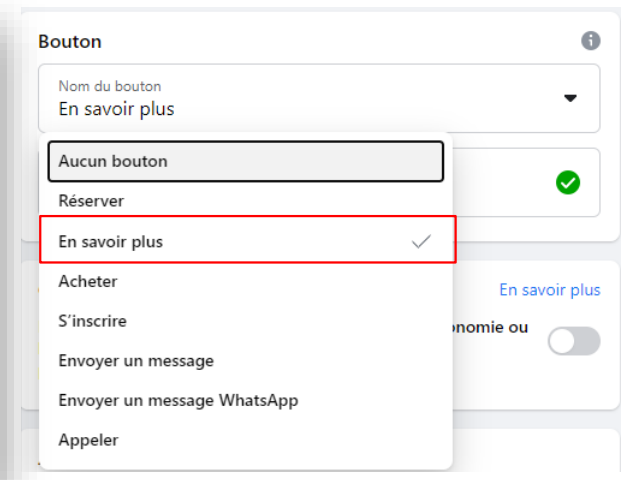 Bouton
Nom du bouton
En savoir plus
Aucun bouton
Réserver
En savoir plus
Acheter
En savoir plus
S'inscrire
onomie ou
Envoyer un message
Envoyer un message WhatsApp
Appeler